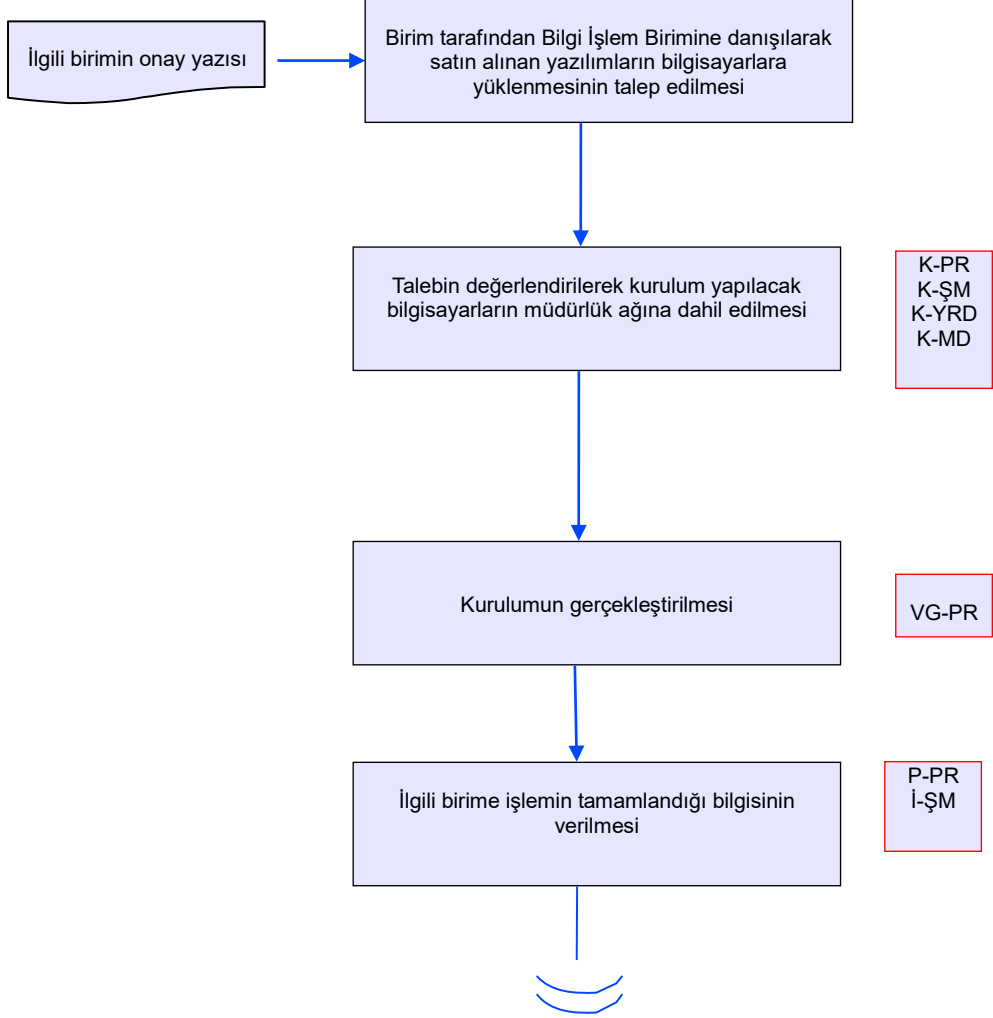 İlgili birimin onay yazısı
Birim tarafından Bilgi İşlem Birimine danışılarak
satın alınan yazılımların bilgisayarlara
yüklenmesinin talep edilmesi
Talebin değerlendirilerek kurulum yapılacak
bilgisayarların müdürlük ağına dahil edilmesi
K-PR
K-ŞM
K-YRD
K-MD
Kurulumun gerçekleştirilmesi
VG-PR
İlgili birime işlemin tamamlandığı bilgisinin
verilmesi
P-PR
İ-ŞM